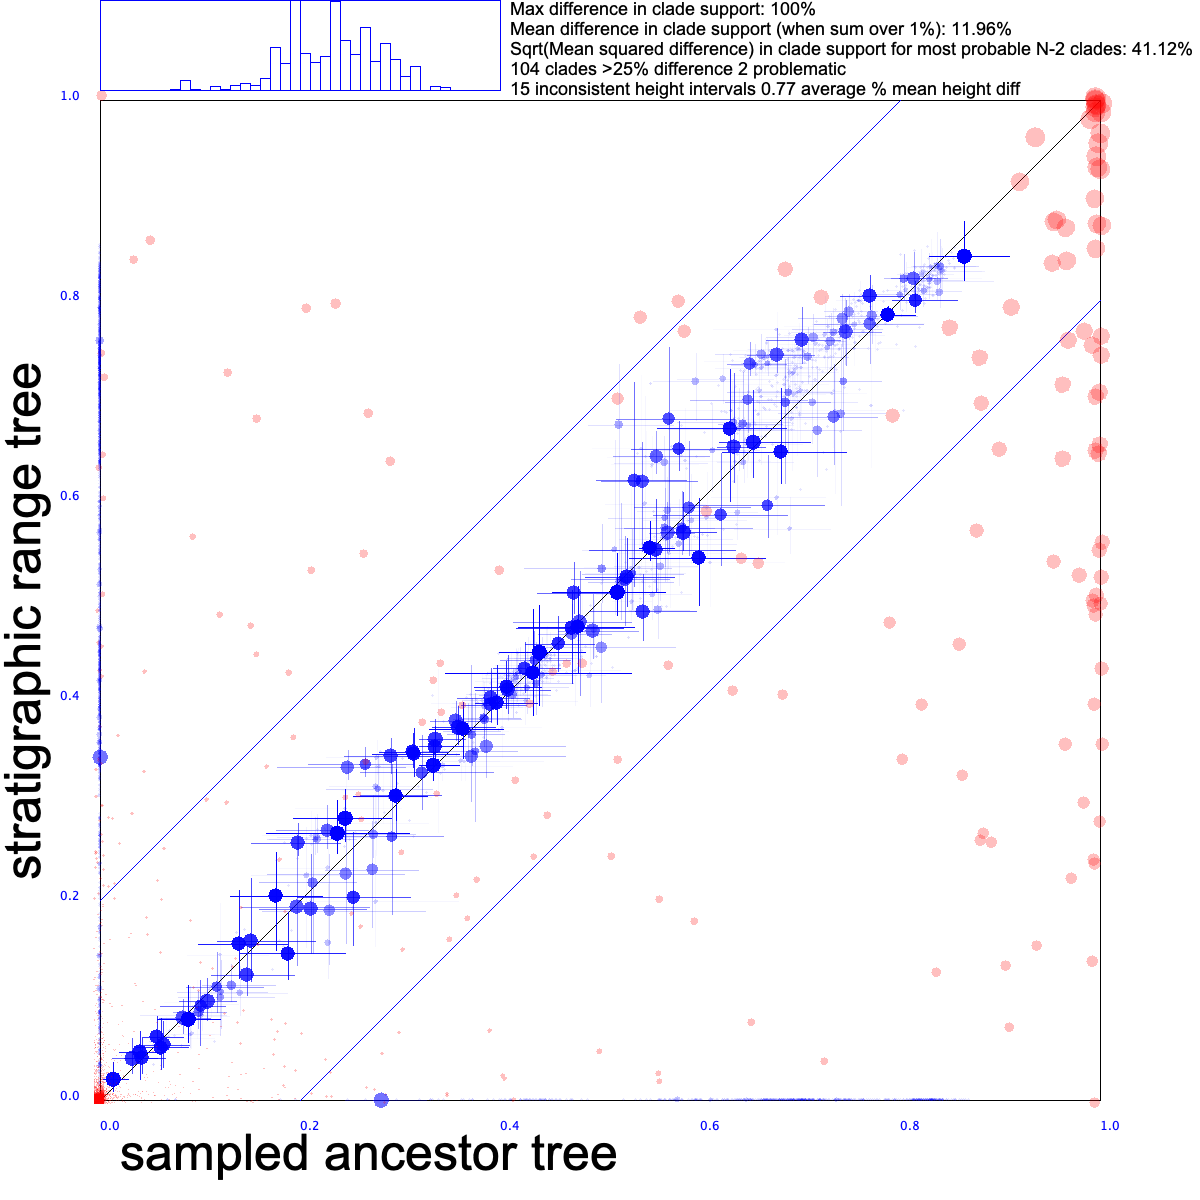 Max difference in clade support: 100%
Mean difference in clade support (when sum over 1%): 11.96%
Sqrt(Mean squared difference) in clade support for most probable N-2 clades: 41.12%
104 clades >25% difference 2 problematic
15 inconsistent height intervals 0.77 average % mean height diff
1.0
0.8
0.6
0.4
0.2
0.0
stratigraphic range tree
0.0 0.2 0.4 0.6 0.8 1.0
sampled ancestor tree